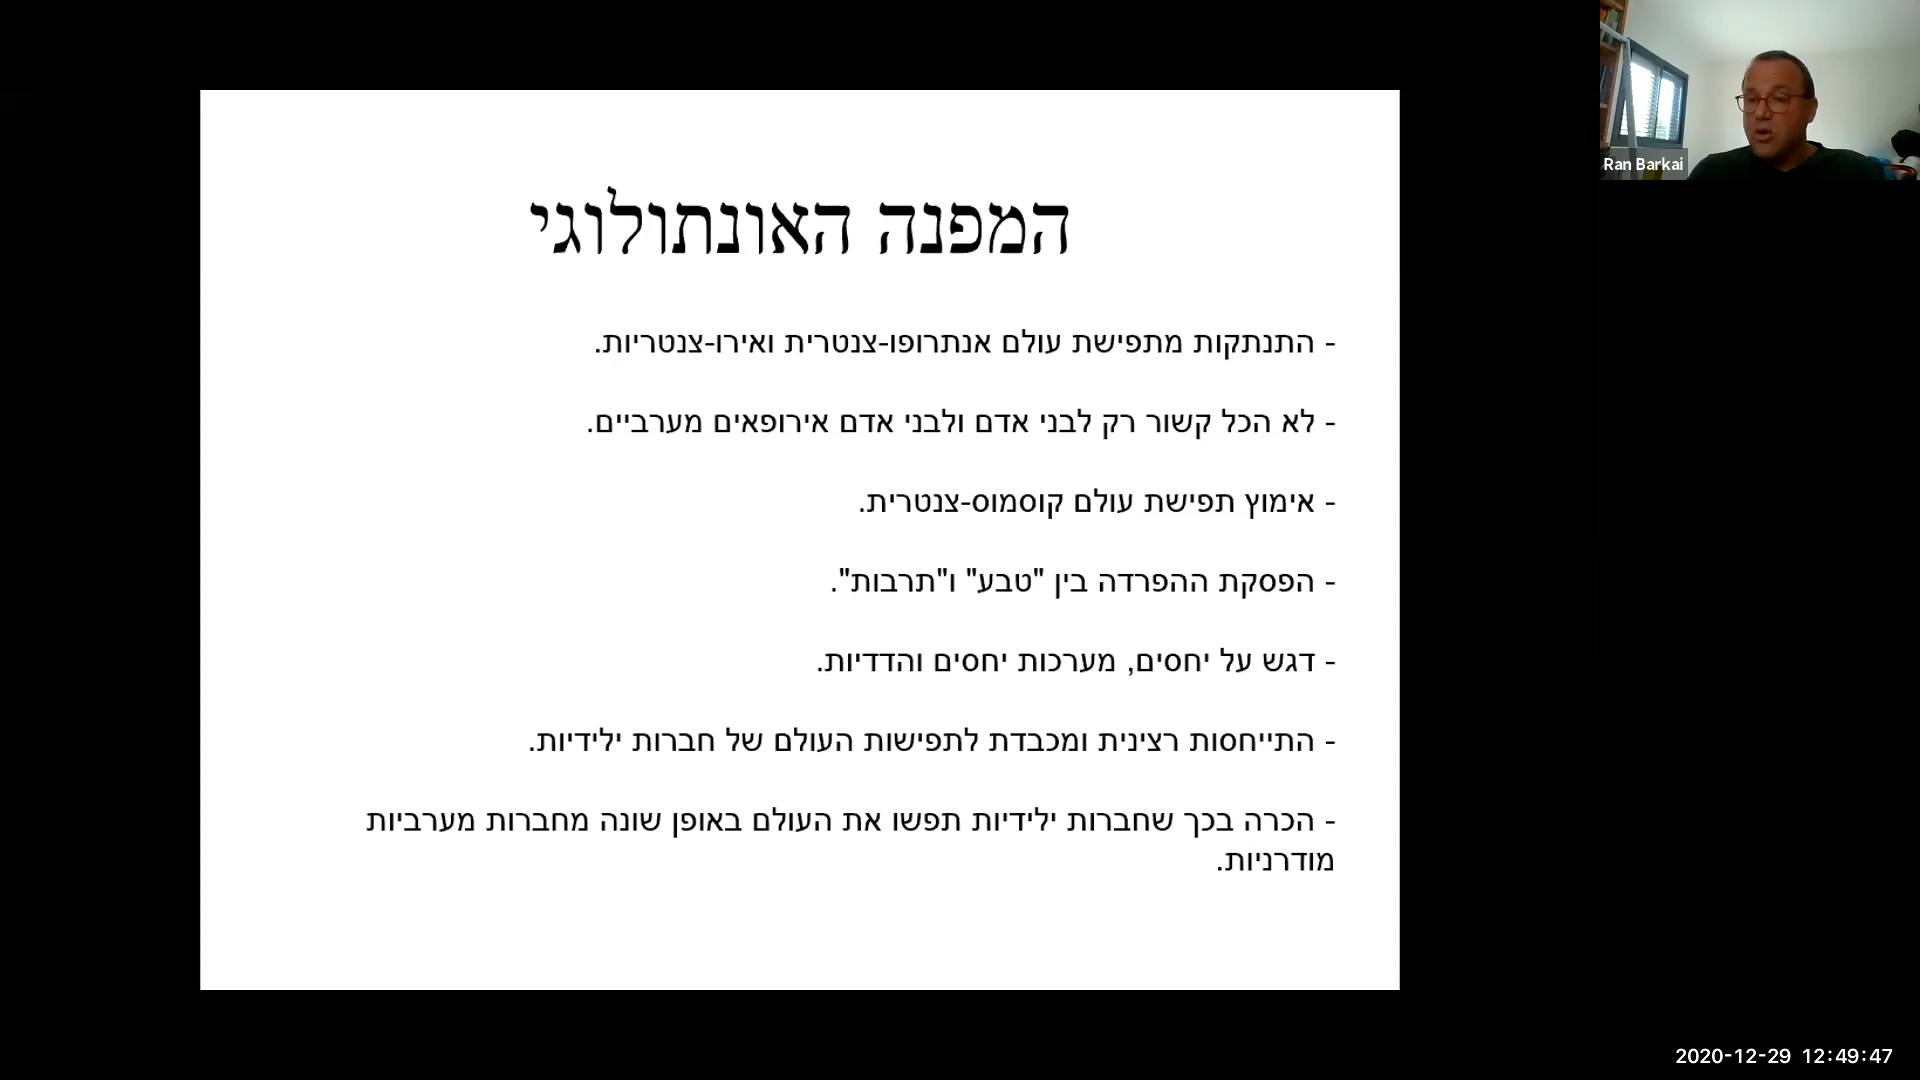 המפנה האונתולוגי
- התנתקות מתפישת עולם אנתרופו-צנטרית ואירו-צנטריות.
- לא הכל קשור רק לבני אדם ולבני אדם אירופאים מערביים.
- אימוץ תפישת עולם קוסמוס-צנטרית.
- הפסקת ההפרדה בין "טבע" ו"תרבות".
- דגש על יחסים, מערכות יחסים והדדיות.
- התייחסות רצינית ומכבדת לתפישות העולם של חברות ילידיות.
- הכרה בכך שחברות ילידיות תפשו את העולם באופן שונה מחברות מערביות
מודרניות.
Ran Barkai
2020-12-29 12:49:47